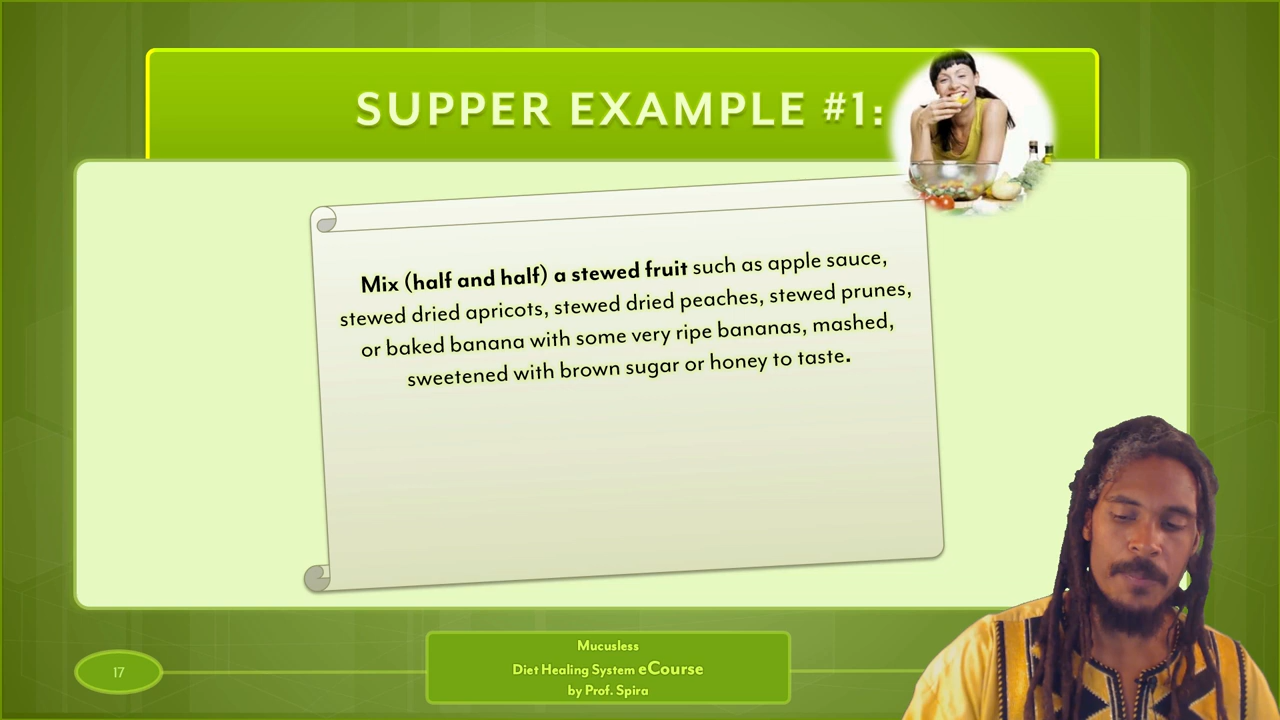 SUPPER EXAMPLE #1:
Mix (half and half) a stewed fruit such as apple sauce,
stewed dried apricots, stewed dried peaches, stewed prunes,
or baked banana with some very ripe bananas, mashed,
sweetened with brown sugar or honey to taste.
17
Mucusless
Diet Healing System eCourse
by Prof. Spira